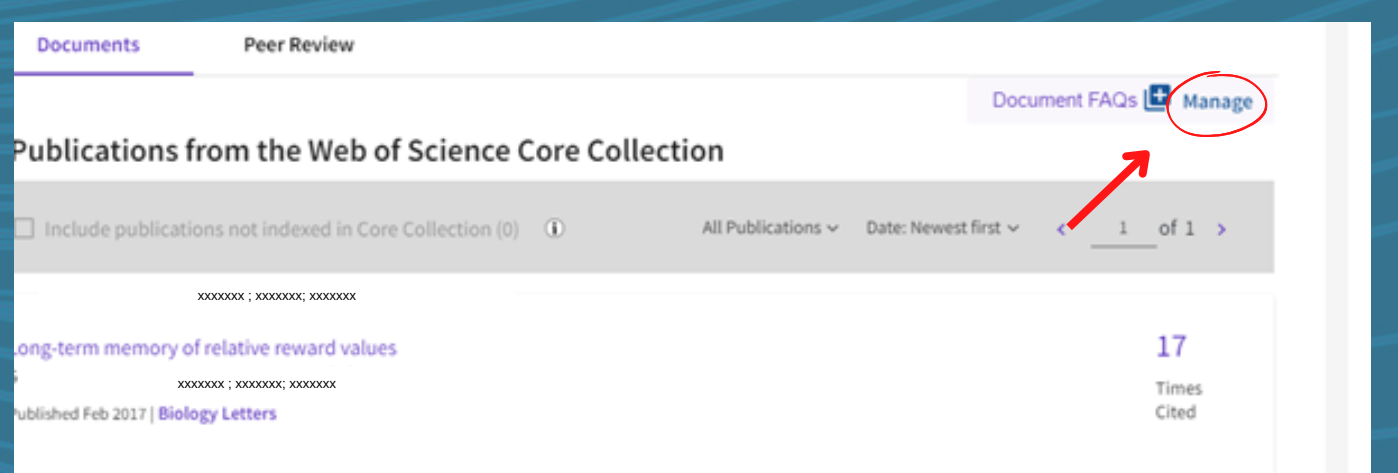 Documents Peer Review
Document FAQs Manage
Publications from the Web of Science Core Collection
Include publications not indexed in Core Collection (0) All Publications Date: Newest first < 1 of 1 >
xxxxxxx ; xxxxxxx; xxxxxxx
Long-term memory of relative reward values 17
xxxxxxx ; xxxxxxx; xxxxxxx
Times
Cited
Published Feb 2017 | Biology Letters